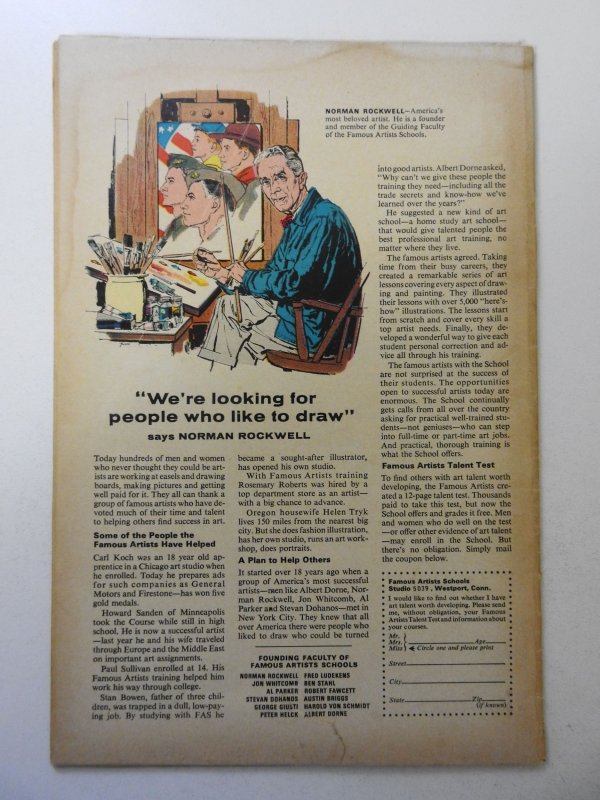 NORMAN ROCKWELL—America's
most beloved artist. He is a founder
and member of the Guiding Faculty
of the Famous Artists Schools.
"We're looking for
people who like to draw"
says NORMAN ROCKWELL
Today hundreds of men and women
who never thought they could be art-
ists are working at easels and drawing
boards, making pictures and getting
well paid for it. They all can thank a
group of famous artists who have de-
voted much of their time and talent
to helping others find success in art.
Some of the People the
Famous Artists Have Helped
Carl Koch was an 18 year old ap-
prentice in a Chicago art studio when
he enrolled. Today he prepares ads
for such companies as General
Motors and Firestone—has won five
gold medals.
Howard Sanden of Minneapolis
took the Course while still in high
school. He is now a successful artist
—last year he and his wife traveled
through Europe and the Middle East
on important art assignments.
Paul Sullivan enrolled at 14. His
Famous Artists training helped him
work his way through college.
Stan Bowen, father of three chil-
dren, was trapped in a dull, low-pay-
ing job. By studying with FAS he
became a sought-after illustrator,
has opened his own studio.
With Famous Artists training
Rosemary Roberts was hired by a
top department store as an artist—
with a big chance to advance.
Oregon housewife Helen Tryk
lives 150 miles from the nearest big
city. But she does fashion illustration,
has her own studio, runs an art work-
shop, does portraits.
A Plan to Help Others
It started over 18 years ago when a
group of America's most successful
artists—men like Albert Dorne, Nor-
man Rockwell, Jon Whitcomb, Al
Parker and Stevan Dohanos—met in
New York City. They knew that all
over America there were people who
liked to draw who could be turned
FOUNDING FACULTY OF
FAMOUS ARTISTS SCHOOLS
NORMAN ROCKWELL FRED LUDEKENS
JON WHITCOMB BEN STAHL
AL PARKER ROBERT FAWCETT
STEVAN DOHANOS AUSTIN BRIGGS
GEORGE GIUSTI HAROLD VON SCHMIDT
PETER HELCK ALBERT DORNE
into good artists. Albert Dorne asked,
"Why can't we give these people the
training they need—including all the
trade secrets and know-how we've
learned over the years?"
He suggested a new kind of art
school—a home study art school—
that would give talented people the
best professional art training, no
matter where they live.
The famous artists agreed. Taking
time from their busy careers, they
created a remarkable series of art
lessons covering every aspect of draw-
ing and painting. They illustrated
their lessons with over 5,000 "here's-
how" illustrations. The lessons start
from scratch and cover every skill a
top artist needs. Finally, they de-
veloped a wonderful way to give each
student personal correction and ad-
vice all through his training.
The famous artists with the School
are not surprised at the success of
their students. The opportunities
open to successful artists today are
enormous. The School continually
gets calls from all over the country
asking for practical well-trained stu-
dents—not geniuses—who can step
into full-time or part-time art jobs.
And practical, thorough training is
what the School offers.
Famous Artists Talent Test
To find others with art talent worth
developing, the Famous Artists cre-
ated a 12-page talent test. Thousands
paid to take this test, but now the
School offers and grades it free. Men
and women who do well on the test
—or offer other evidence of art talent
—may enroll in the School. But
there's no obligation. Simply mail
the coupon below.
Famous Artists Schools
Studio 5039, Westport, Conn.
I would like to find out whether I have
art talent worth developing. Please send
me, without obligation, your Famous
Artists Talent Test and information about
your courses.
Mr.
Mrs. Age
Miss Circle one and please print
Street
City
State Zip
(if known)